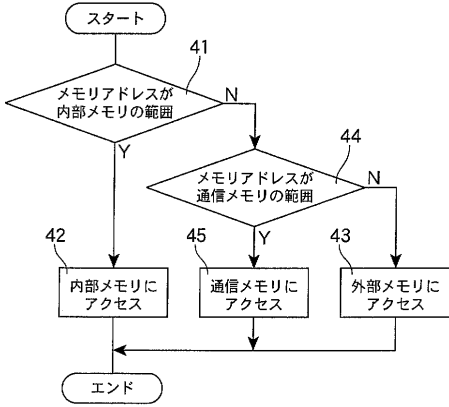 スタート
41
メモリアドレスが
内部メモリの範囲
N
Y
44
メモリアドレスが
通信メモリの範囲
N
Y
42
内部メモリに
アクセス
45
通信メモリに
アクセス
43
外部メモリに
アクセス
エンド